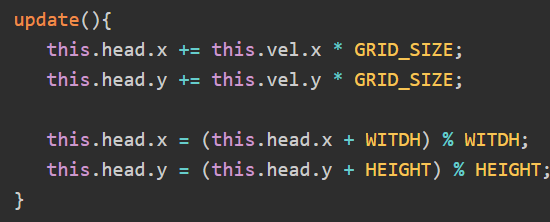 update(){
this.head.x += this.vel.x * GRID_SIZE;
this.head.y += this.vel.y * GRID_SIZE;
this.head.x = (this.head.x + WITDH) % WITDH;
this.head.y = (this.head.y + HEIGHT) % HEIGHT;
}